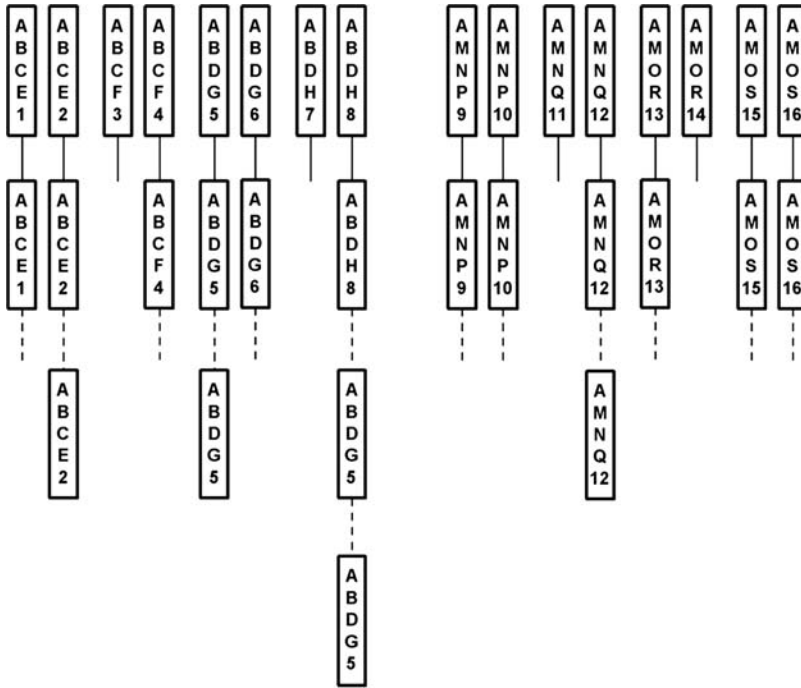 ABCE1
ABCE2
ABCF3
ABCF4
ABDG5
ABDG6
ABDH7
ABDH8
AMNP9
AMNP10
AMNQ11
AMNQ12
AMOR13
AMOR14
AMOS15
AMOS16
ABCE1
ABCE2
ABCF4
ABDG5
ABDG6
ABDH8
AMNP9
AMNP10
AMNQ12
AMOR13
AMOS15
AMOS16
ABCE2
ABDG5
ABDG5
AMNQ12
ABDG5